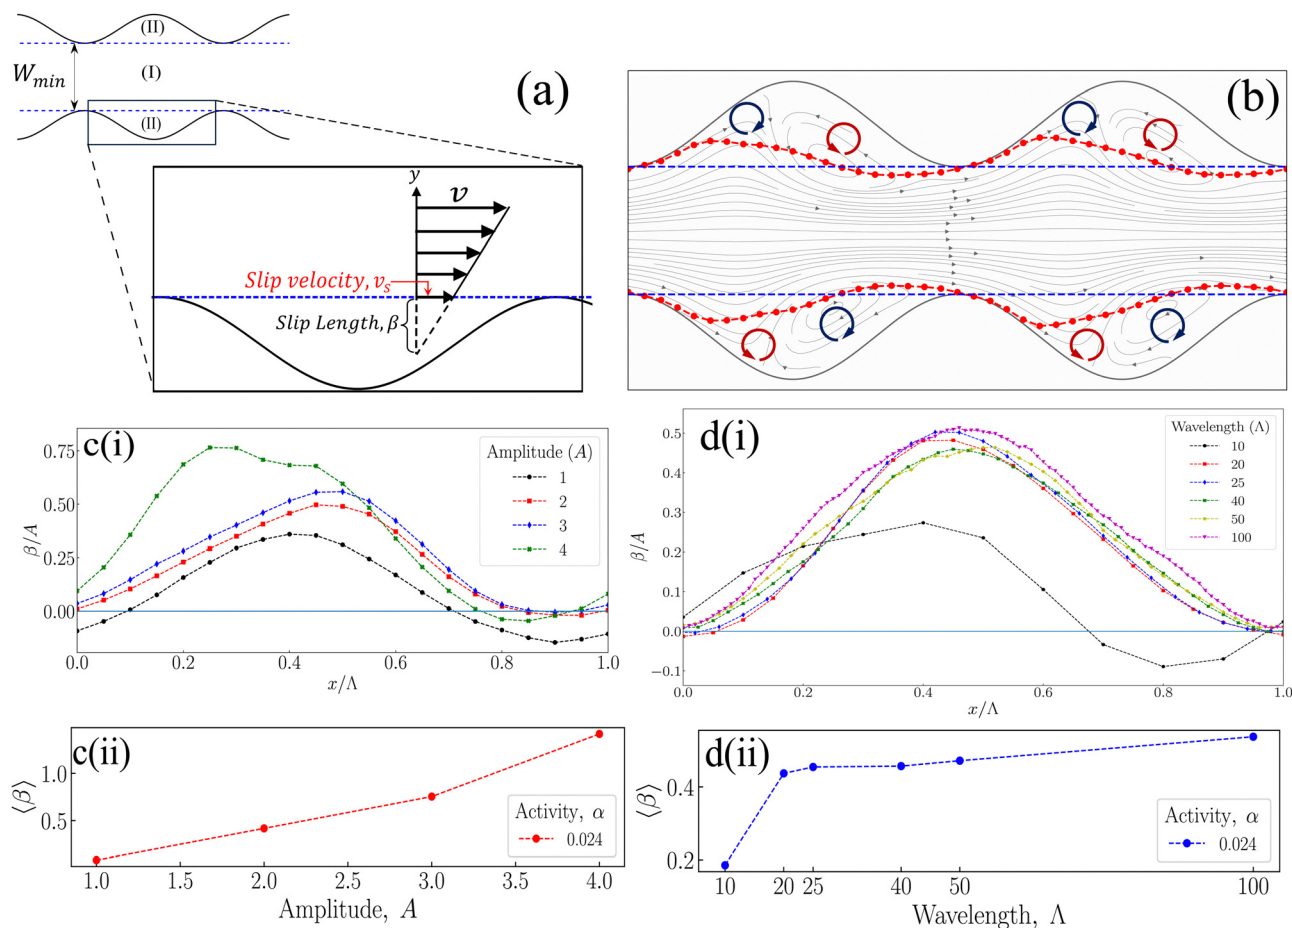 (II)
W_min
(I)
(II)
(a)
y
v
Slip velocity, v_s
Slip Length, β
(b)
c(i)
β/A
0.75
0.50
0.25
0.00
Amplitude (A)
1
2
3
4
0.0 0.2 0.4 0.6 0.8 1.0
x/Λ
d(i)
β/A
0.5
0.4
0.3
0.2
0.1
0.0
−0.1
Wavelength (Λ)
10
20
25
40
50
100
0.0 0.2 0.4 0.6 0.8 1.0
x/Λ
c(ii)
⟨β⟩
1.0
0.5
Activity, α
0.024
1.0 1.5 2.0 2.5 3.0 3.5 4.0
Amplitude, A
d(ii)
⟨β⟩
0.4
0.2
Activity, α
0.024
10 20 25 40 50 100
Wavelength, Λ